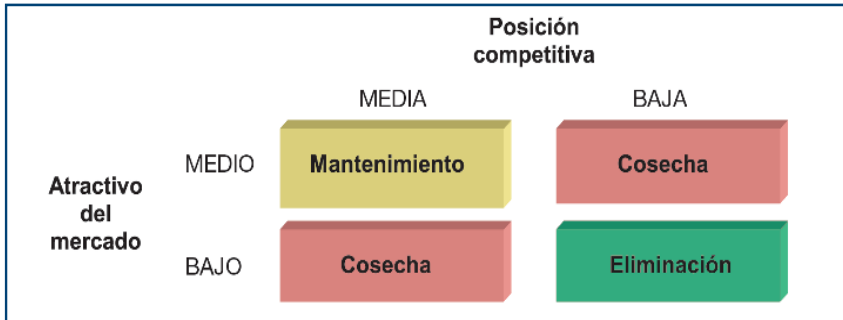 Posición
competitiva
MEDIA BAJA
MEDIO Mantenimiento Cosecha
Atractivo
del
mercado
BAJO Cosecha Eliminación